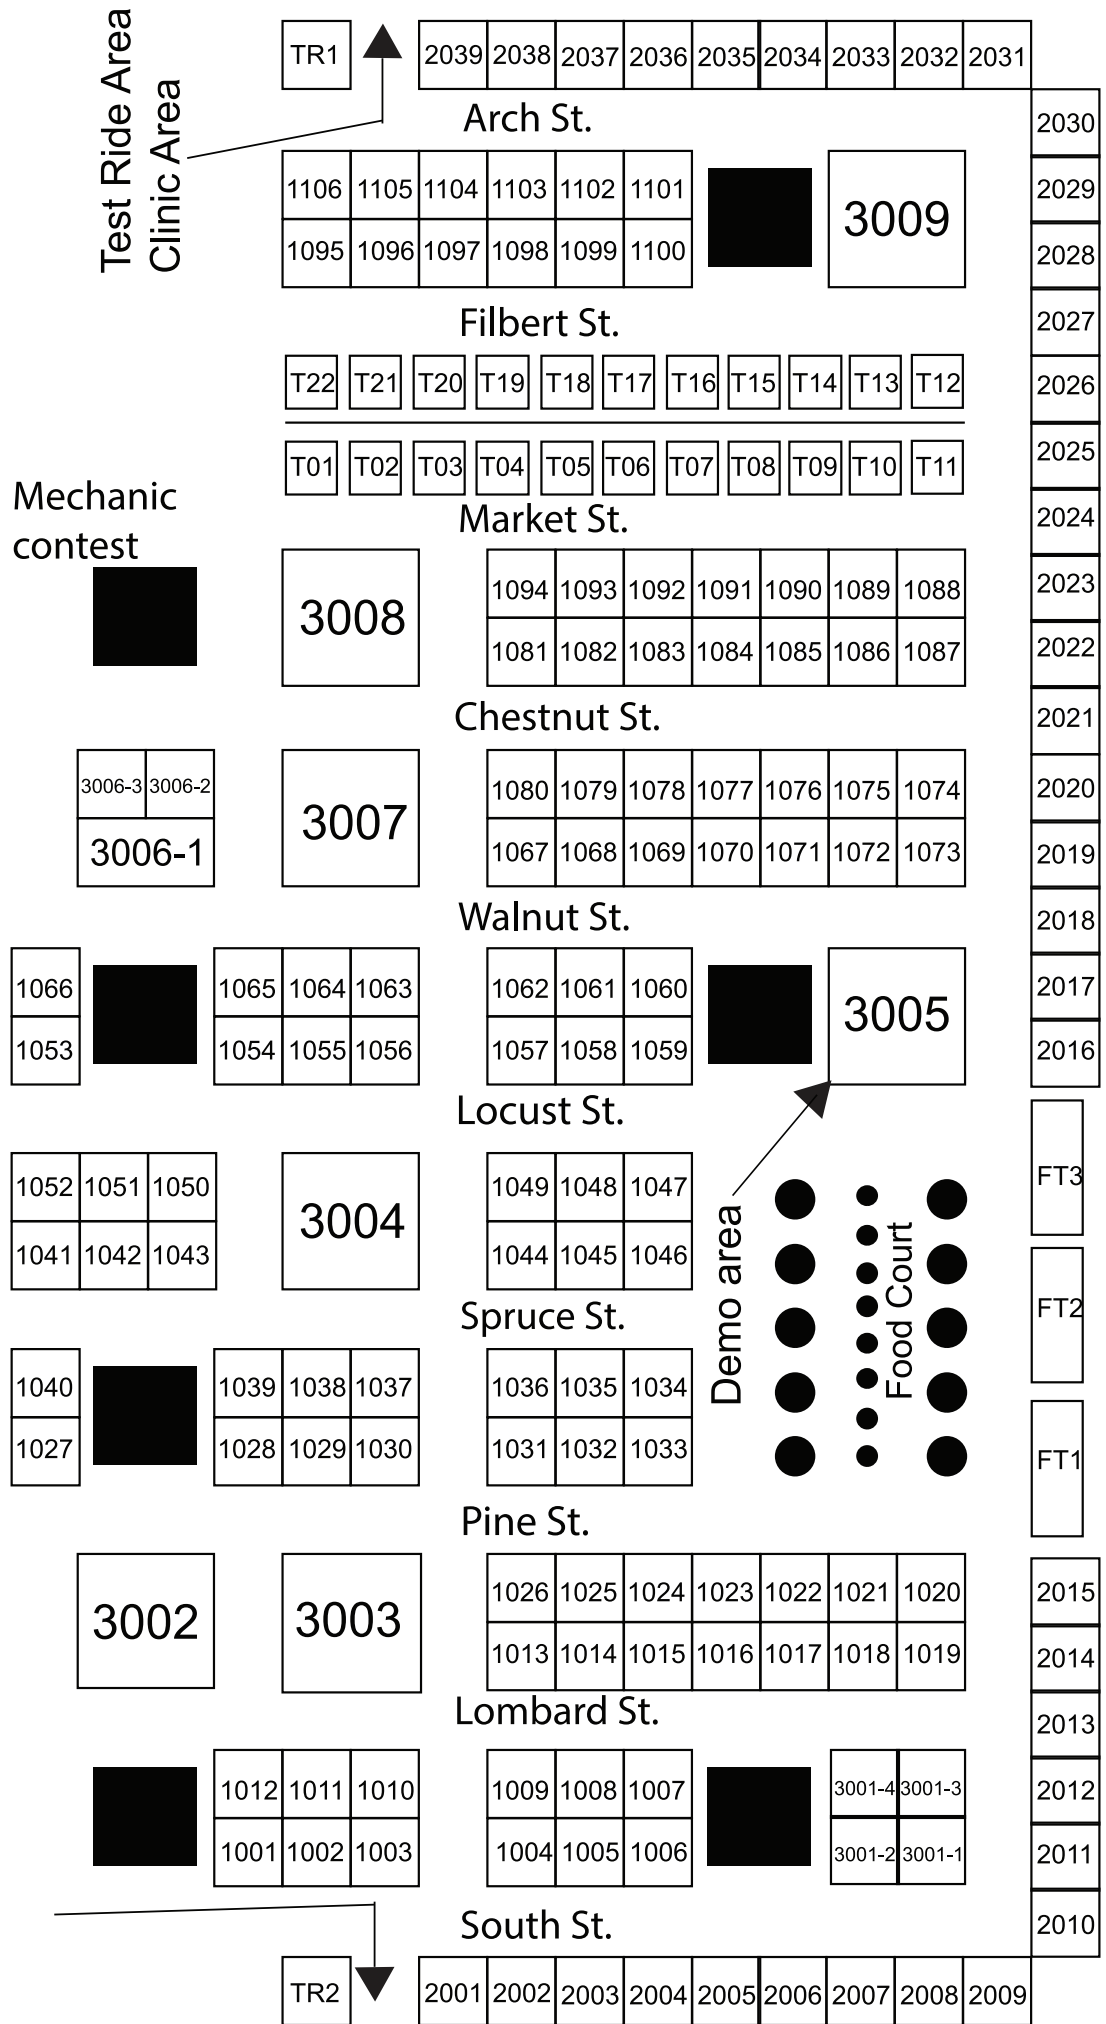 Test Ride Area
Clinic Area
TR1 2039 2038 2037 2036 2035 2034 2033 2032 2031
2030
Arch St.
1106 1105 1104 1103 1102 1101
2029
3009
1095 1096 1097 1098 1099 1100
2028
Filbert St.
2027
T22 T21 T20 T19 T18 T17 T16 T15 T14 T13 T12
2026
T01 T02 T03 T04 T05 T06 T07 T08 T09 T10 T11
2025
Mechanic
contest
Market St.
2024
3008
1094 1093 1092 1091 1090 1089 1088
2023
1081 1082 1083 1084 1085 1086 1087
2022
Chestnut St.
2021
3006-3 3006-2
3007
1080 1079 1078 1077 1076 1075 1074
2020
3006-1
1067 1068 1069 1070 1071 1072 1073
2019
Walnut St.
2018
1066 1065 1064 1063 1062 1061 1060
2017
3005
1053 1054 1055 1056 1057 1058 1059
2016
Locust St.
1052 1051 1050
3004
1049 1048 1047
FT3
1041 1042 1043
1044 1045 1046
Demo area
Food Court
FT2
Spruce St.
1040 1039 1038 1037 1036 1035 1034
1027 1028 1029 1030 1031 1032 1033
FT1
Pine St.
3002
3003
1026 1025 1024 1023 1022 1021 1020
2015
1013 1014 1015 1016 1017 1018 1019
2014
Lombard St.
2013
1012 1011 1010 1009 1008 1007 3001-4 3001-3
2012
1001 1002 1003 1004 1005 1006 3001-2 3001-1
2011
South St.
2010
TR2 2001 2002 2003 2004 2005 2006 2007 2008 2009